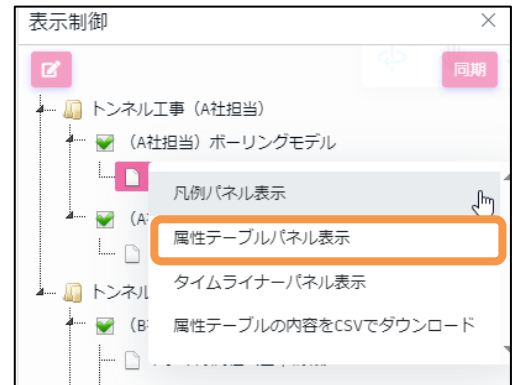 表示制御
同期
トンネル工事（A社担当）
（A社担当）ボーリングモデル
凡例パネル表示
（A
属性テーブルパネル表示
タイムライナーパネル表示
トンネル
（B
属性テーブルの内容をCSVでダウンロード